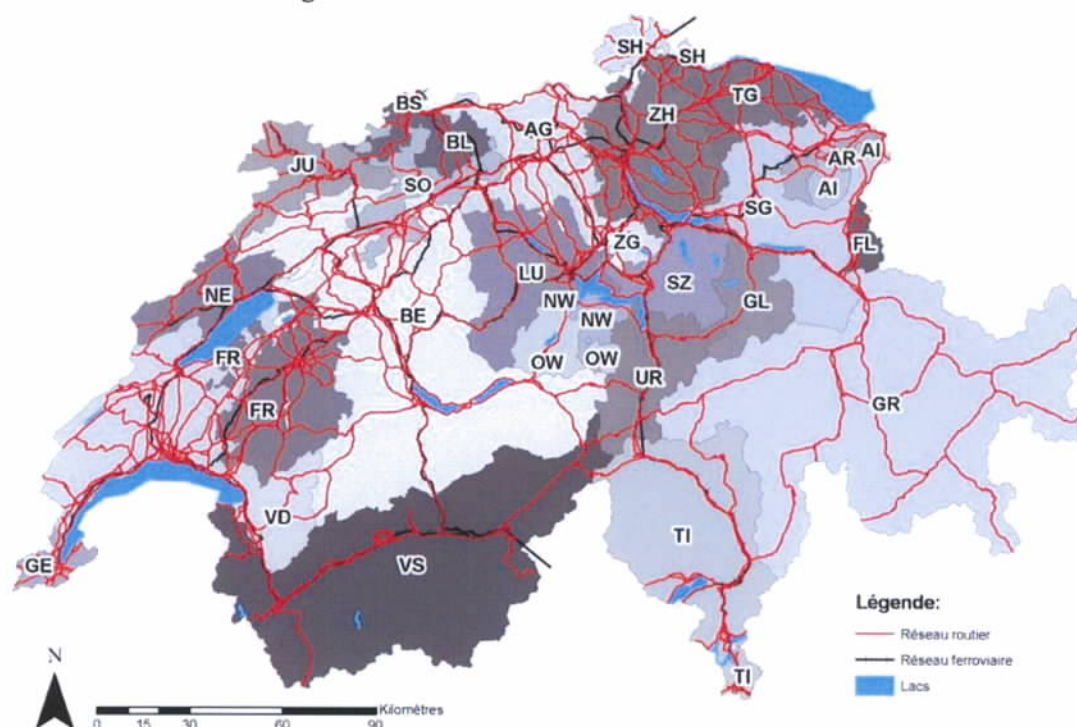 SH
SH
BS
ZH
TG
BL
AG
AR
AI
JU
AI
SO
SG
ZG
FL
LU
SZ
NE
NW
GL
BE
NW
FR
OW
OW
UR
FR
GR
VD
TI
GE
VS
Légende:
Réseau routier
Réseau ferroviaire
Lacs
TI
N
Kilomètres
0 15 30 60 90